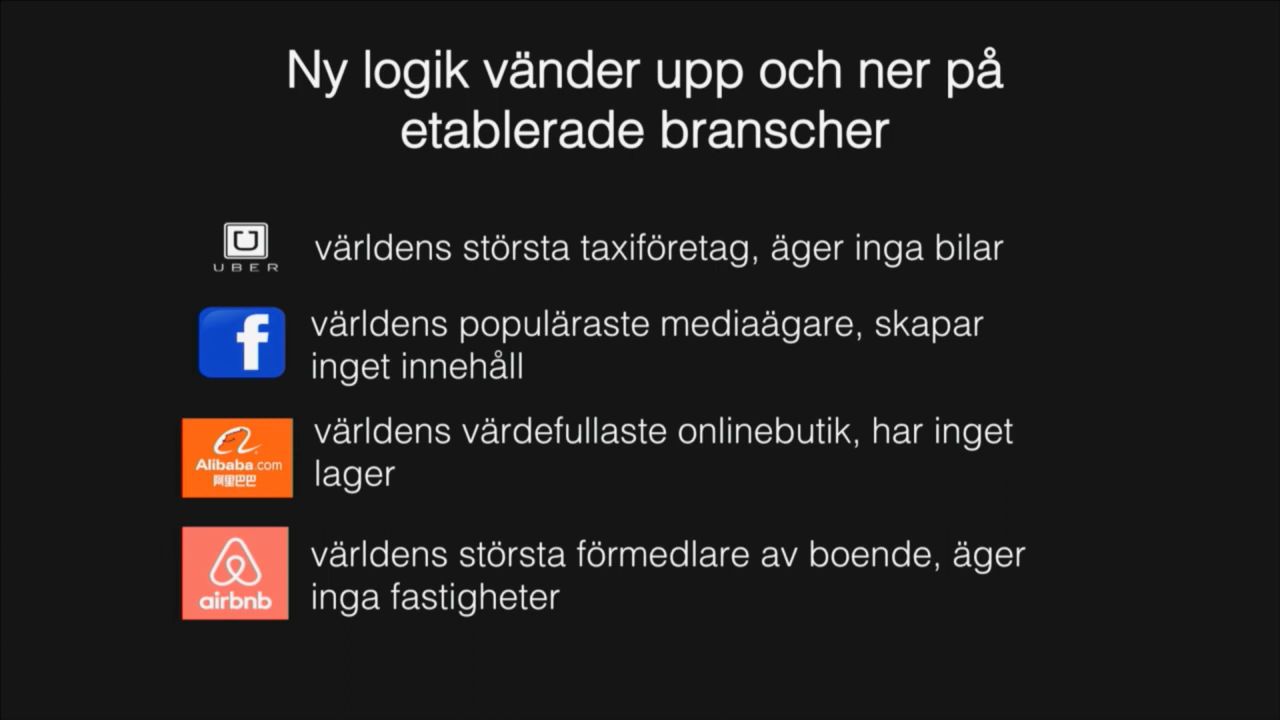 Ny logik vänder upp och ner på
etablerade branscher
UBER
världens största taxiföretag, äger inga bilar
f
världens populäraste mediaägare, skapar
inget innehåll
Alibaba.com
阿里巴巴
världens värdefullaste onlinebutik, har inget
lager
airbnb
världens största förmedlare av boende, äger
inga fastigheter